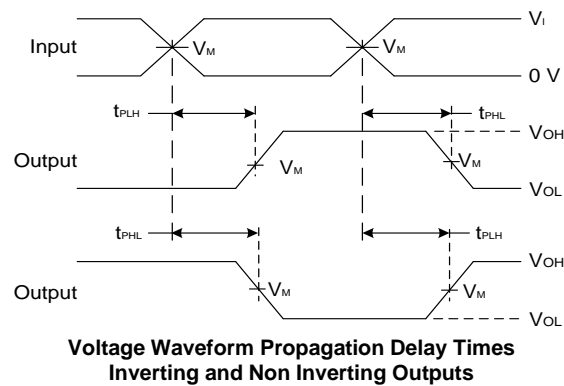 Input
VM
VM
VI
0 V
tPLH
tPHL
Output
VM
VM
VOH
VOL
tPHL
tPLH
Output
VM
VM
VOH
VOL
Voltage Waveform Propagation Delay Times
Inverting and Non Inverting Outputs